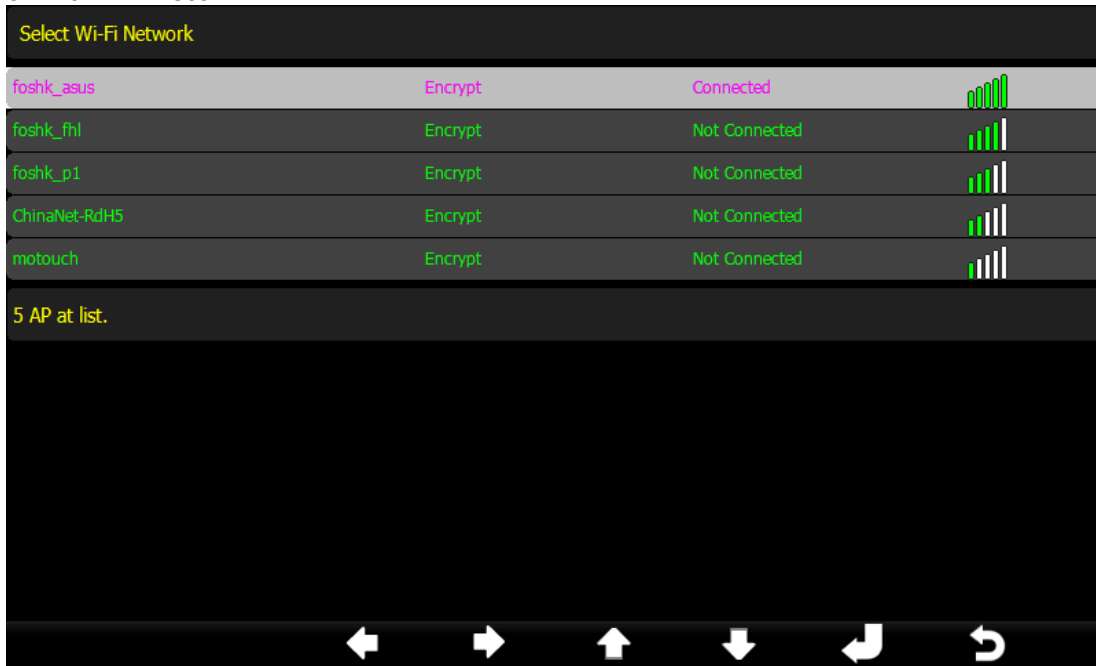 Select Wi-Fi Network
foshk_asus Encrypt Connected
foshk_fhl Encrypt Not Connected
foshk_p1 Encrypt Not Connected
ChinaNet-RdH5 Encrypt Not Connected
motouch Encrypt Not Connected
5 AP at list.